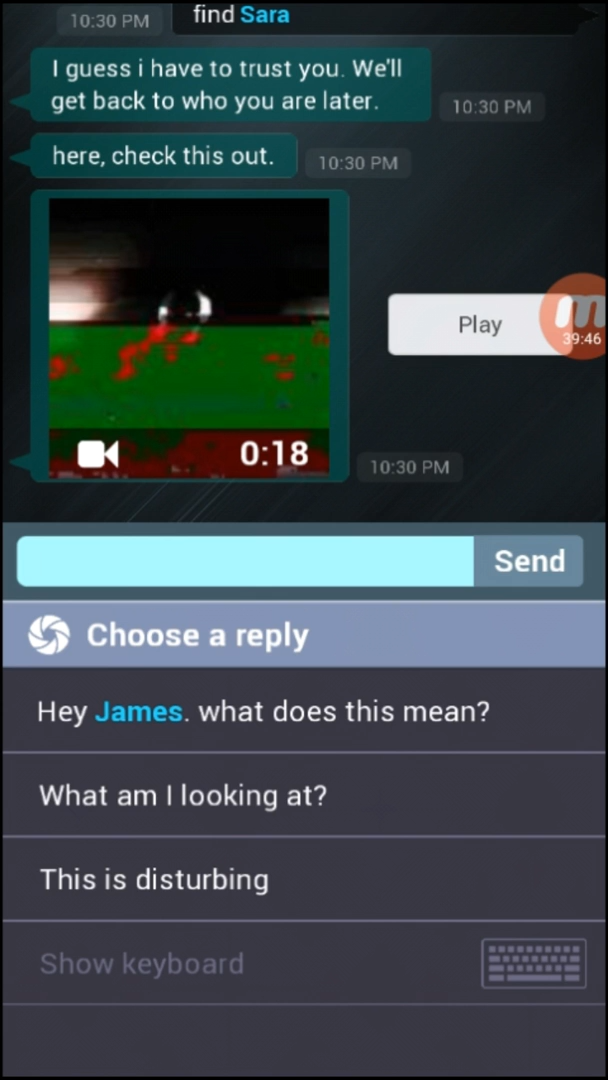 10:30 PM
find Sara
I guess i have to trust you. We'll
get back to who you are later.
10:30 PM
here, check this out.
10:30 PM
Play
39:46
0:18
10:30 PM
Send
Choose a reply
Hey James. what does this mean?
What am I looking at?
This is disturbing
Show keyboard